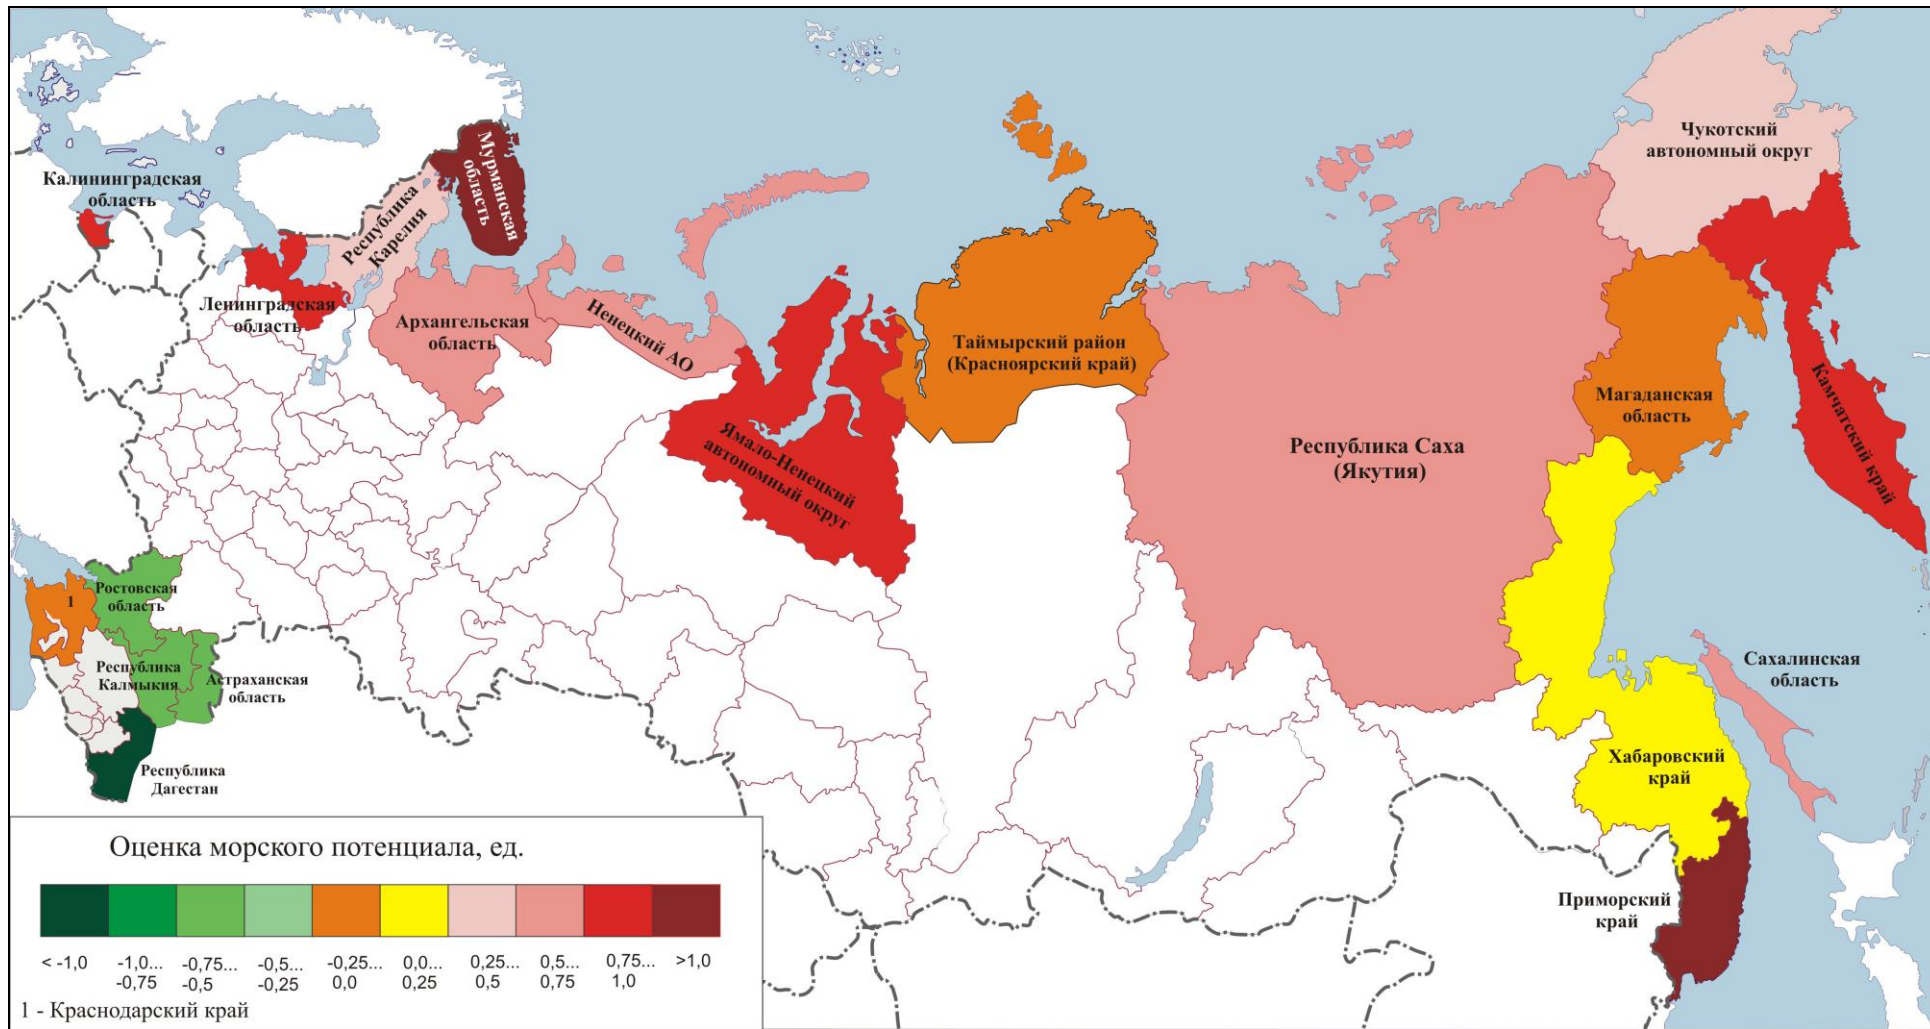 Чукотский
автономный округ
Мурманская
область
Калининградская
область
Республика
Карелия
Ленинградская
область
Архангельская
область
Ненецкий АО
Таймырский район
(Красноярский край)
Ямало-Ненецкий
автономный округ
Магаданская
область
Камчатский край
Республика Саха
(Якутия)
1
Ростовская
область
Республика
Калмыкия
Астраханская
область
Республика
Дагестан
Сахалинская
область
Хабаровский
край
Приморский
край
Оценка морского потенциала, ед.
< -1,0
-1,0...
-0,75
-0,75...
-0,5
-0,5...
-0,25
-0,25...
0,0
0,0...
0,25
0,25...
0,5
0,5...
0,75
0,75...
1,0
>1,0
1 - Краснодарский край